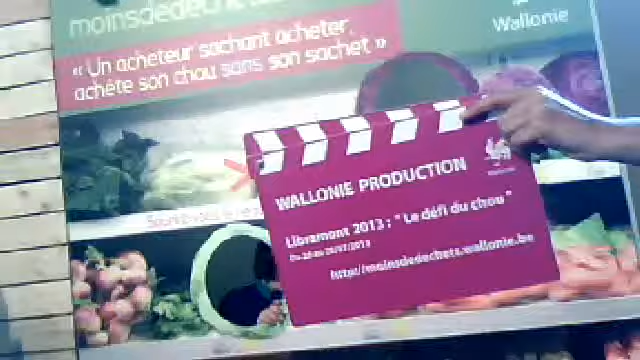 moinsdedechets
Wallonie
« Un acheteur sachant acheter,
achète son chou sans son sachet »
WALLONIE PRODUCTION
Libramont 2013 : " Le défi du chou "
http://moinsdedechets.wallonie.be